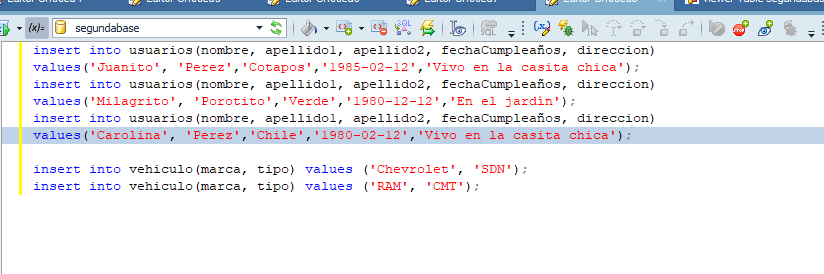 (x)= segundabase
insert into usuarios(nombre, apellido1, apellido2, fechaCumpleaños, direccion)
values('Juanito', 'Perez','Cotapos','1985-02-12','Vivo en la casita chica');
insert into usuarios(nombre, apellido1, apellido2, fechaCumpleaños, direccion)
values('Milagrito', 'Porotito','Verde','1980-12-12','En el jardín');
insert into usuarios(nombre, apellido1, apellido2, fechaCumpleaños, direccion)
values('Carolina', 'Perez','Chile','1980-02-12','Vivo en la casita chica');
insert into vehiculo(marca, tipo) values ('Chevrolet', 'SDN');
insert into vehiculo(marca, tipo) values ('RAM', 'CMT');